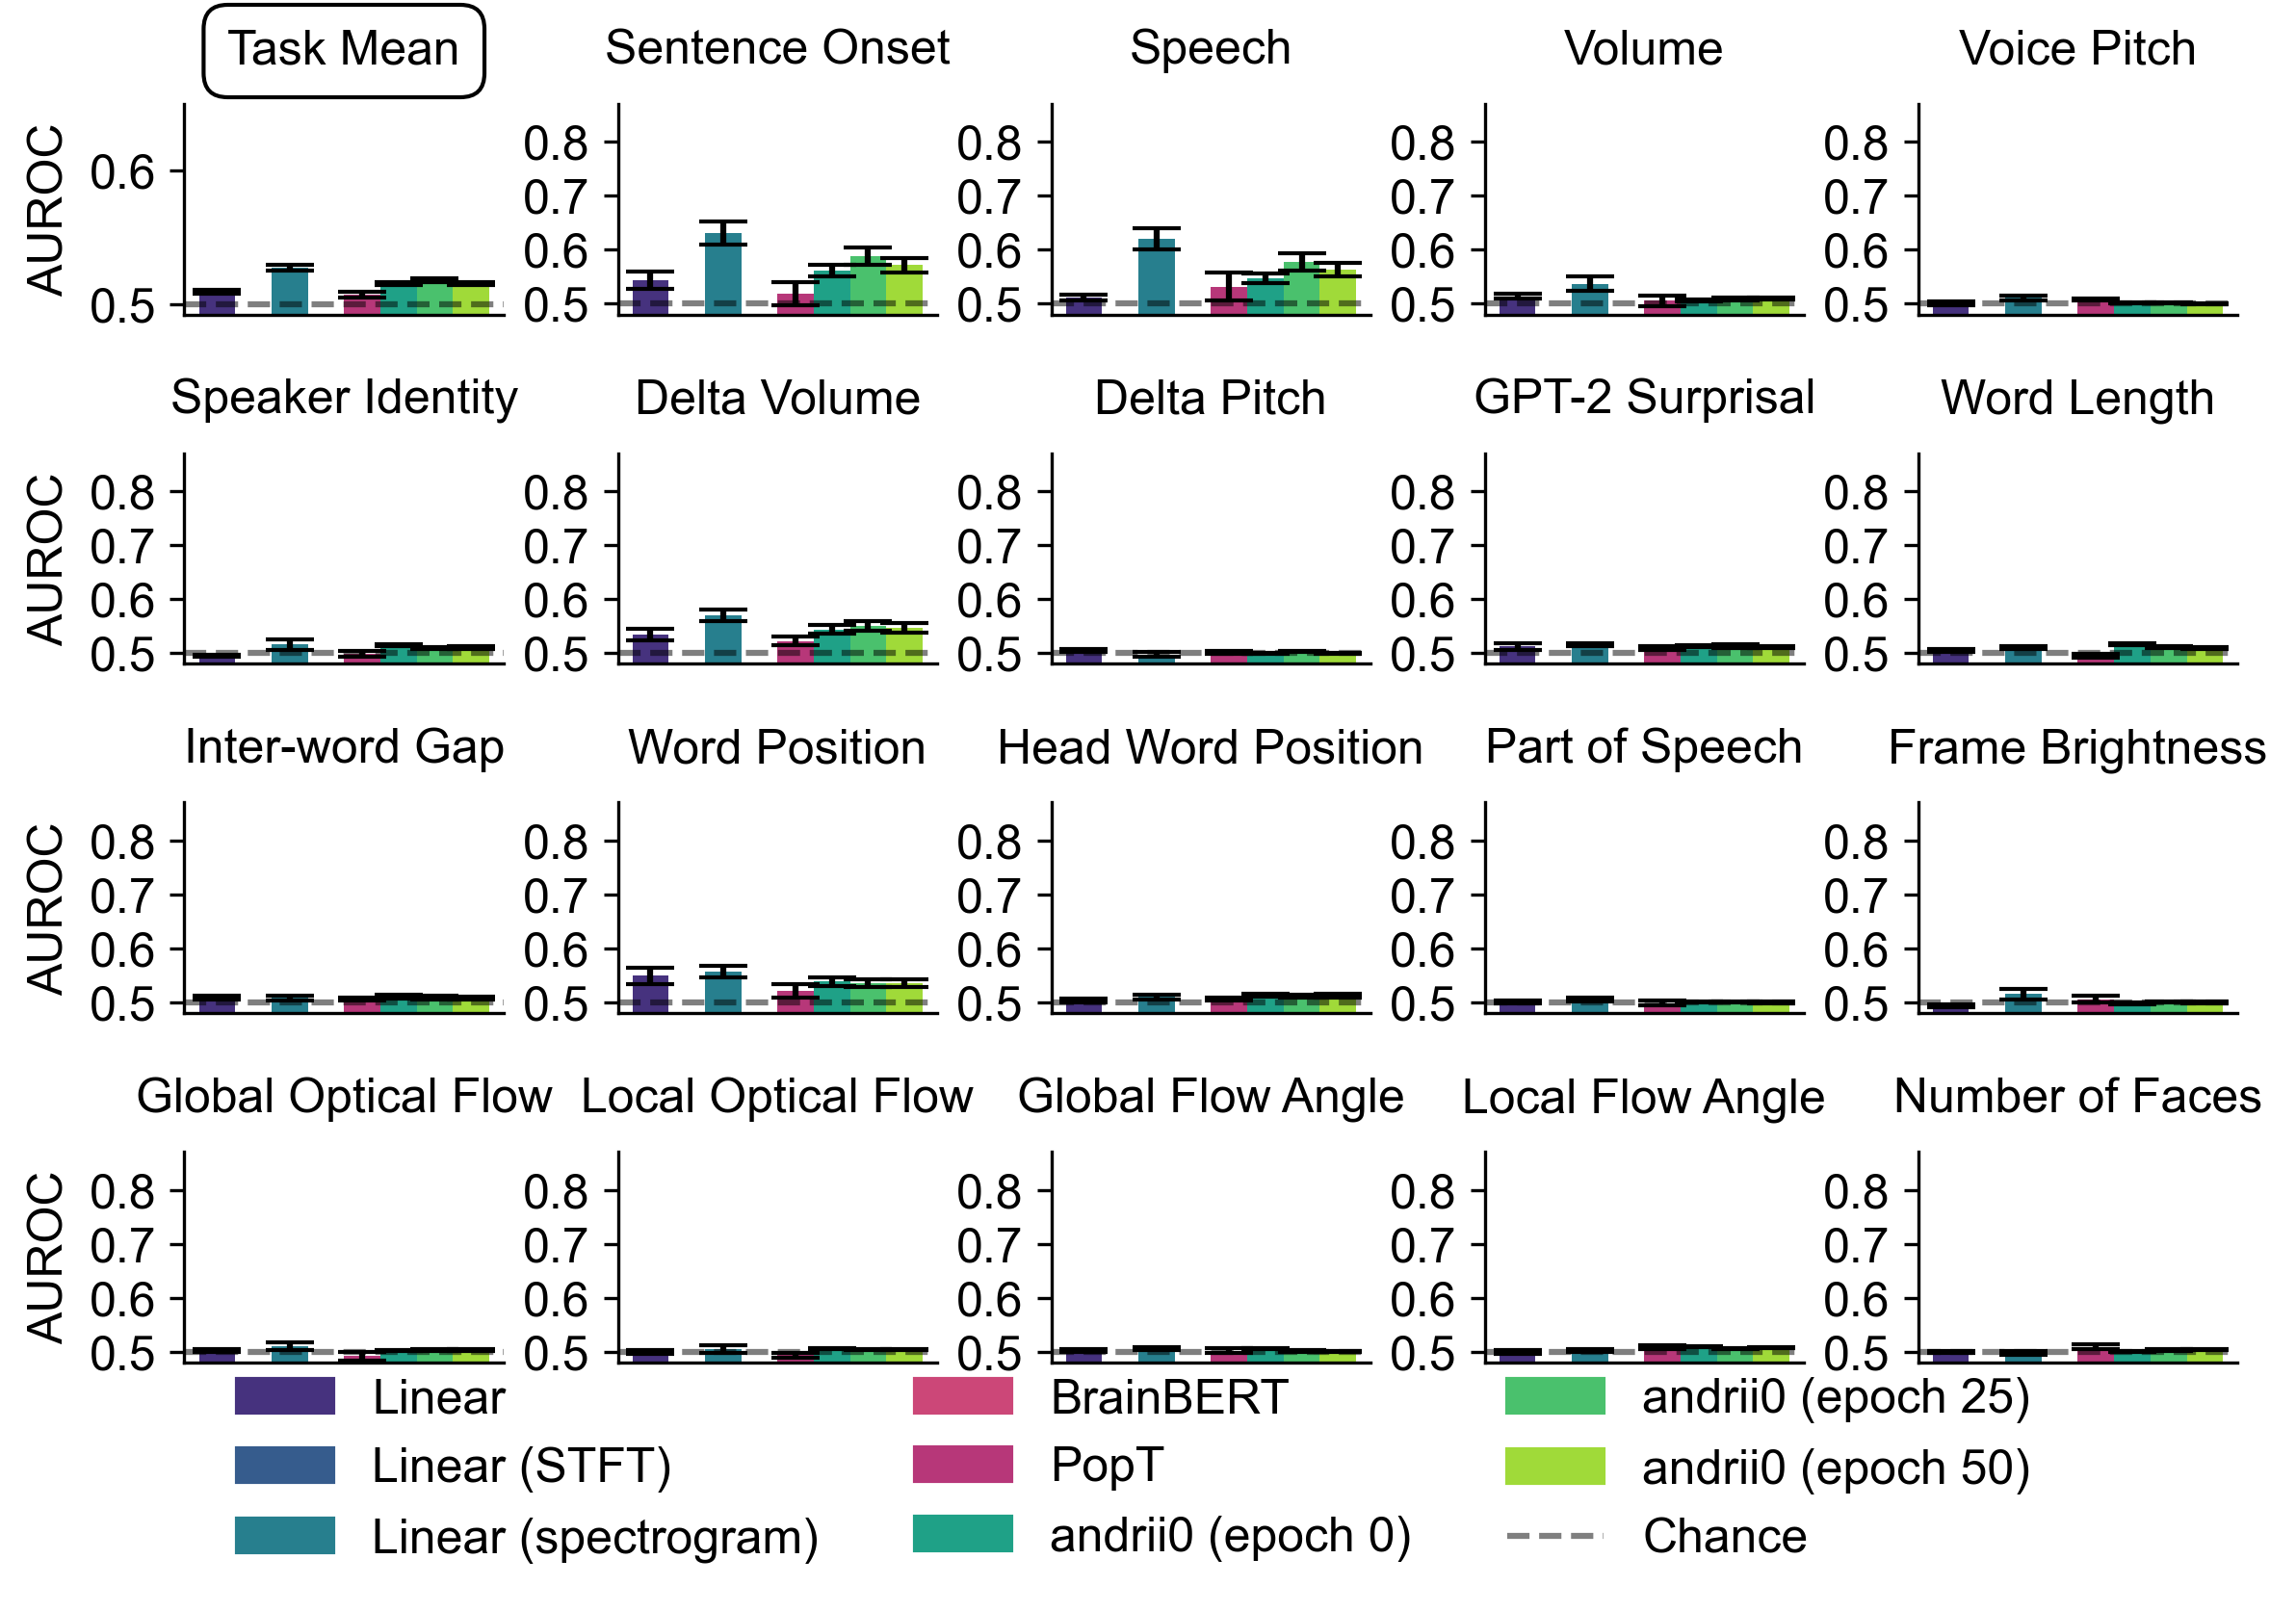 Task Mean
Sentence Onset
Speech
Volume
Voice Pitch
AUROC
0.6
0.5
0.8
0.7
0.6
0.5
0.8
0.7
0.6
0.5
0.8
0.7
0.6
0.5
0.8
0.7
0.6
0.5
Speaker Identity
Delta Volume
Delta Pitch
GPT-2 Surprisal
Word Length
AUROC
0.8
0.7
0.6
0.5
0.8
0.7
0.6
0.5
0.8
0.7
0.6
0.5
0.8
0.7
0.6
0.5
0.8
0.7
0.6
0.5
Inter-word Gap
Word Position
Head Word Position
Part of Speech
Frame Brightness
AUROC
0.8
0.7
0.6
0.5
0.8
0.7
0.6
0.5
0.8
0.7
0.6
0.5
0.8
0.7
0.6
0.5
0.8
0.7
0.6
0.5
Global Optical Flow
Local Optical Flow
Global Flow Angle
Local Flow Angle
Number of Faces
AUROC
0.8
0.7
0.6
0.5
0.8
0.7
0.6
0.5
0.8
0.7
0.6
0.5
0.8
0.7
0.6
0.5
0.8
0.7
0.6
0.5
Linear
Linear (STFT)
Linear (spectrogram)
BrainBERT
PopT
andrii0 (epoch 0)
andrii0 (epoch 25)
andrii0 (epoch 50)
Chance